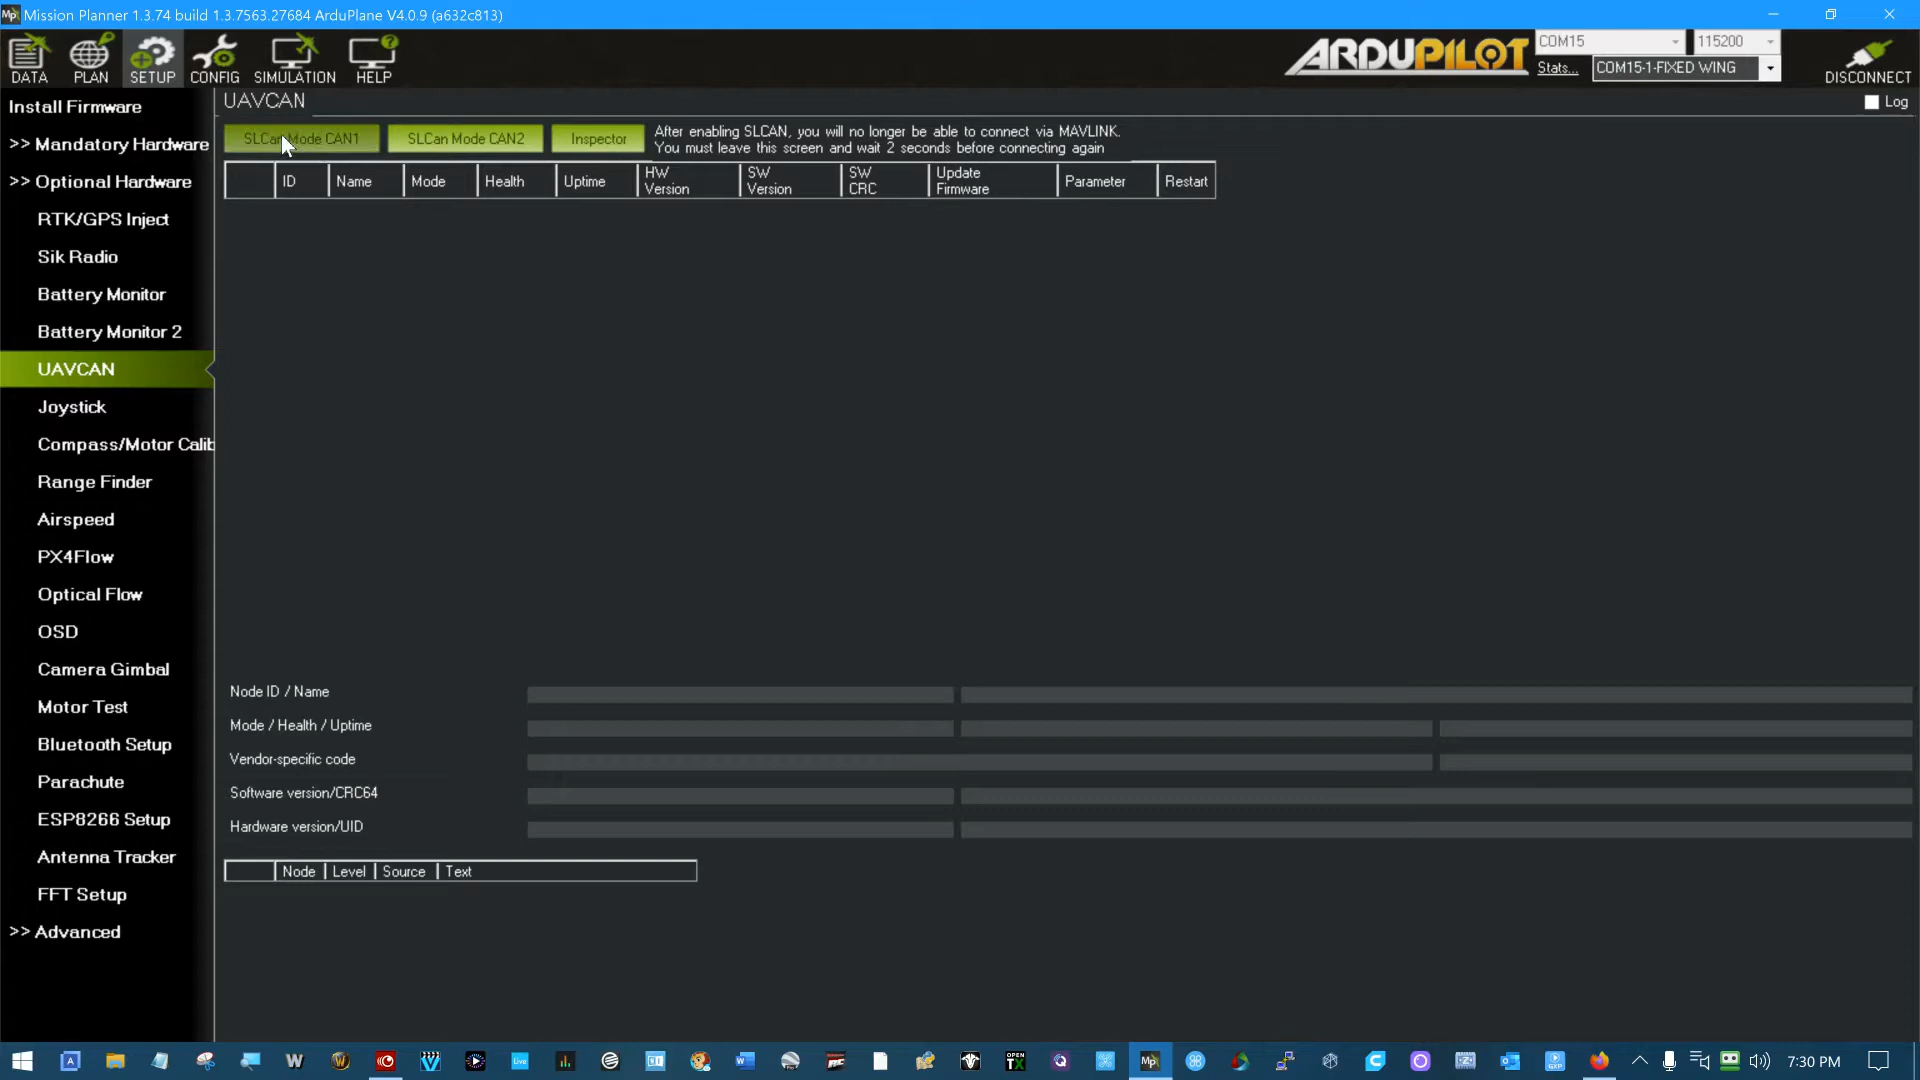 Mission Planner 1.3.74 build 1.3.7563.27684 ArduPlane V4.0.9 (a632c813)
DATA
PLAN
SETUP
CONFIG
SIMULATION
HELP
ARDUPILOT
COM15
115200
Stats...
COM15-1-FIXED WING
DISCONNECT
Install Firmware
>> Mandatory Hardware
>> Optional Hardware
RTK/GPS Inject
Sik Radio
Battery Monitor
Battery Monitor 2
UAVCAN
Joystick
Compass/Motor Calib
Range Finder
Airspeed
PX4Flow
Optical Flow
OSD
Camera Gimbal
Motor Test
Bluetooth Setup
Parachute
ESP8266 Setup
Antenna Tracker
FFT Setup
>> Advanced
UAVCAN
Log
SLCan Mode CAN1
SLCan Mode CAN2
Inspector
After enabling SLCAN, you will no longer be able to connect via MAVLINK.
You must leave this screen and wait 2 seconds before connecting again
ID
Name
Mode
Health
Uptime
HW
Version
SW
Version
SW
CRC
Update
Firmware
Parameter
Restart
Node ID / Name
Mode / Health / Uptime
Vendor-specific code
Software version/CRC64
Hardware version/UID
Node
Level
Source
Text
7:30 PM